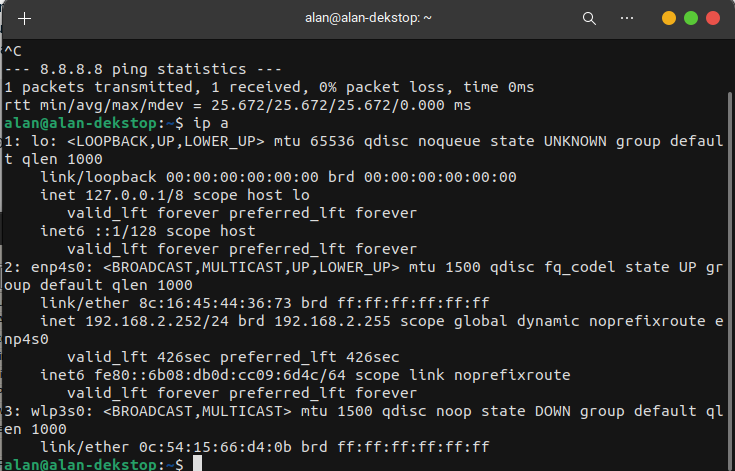 alan@alan-dekstop: ~
^C
--- 8.8.8.8 ping statistics ---
1 packets transmitted, 1 received, 0% packet loss, time 0ms
rtt min/avg/max/mdev = 25.672/25.672/25.672/0.000 ms
alan@alan-dekstop:~$ ip a
1: lo: <LOOPBACK,UP,LOWER_UP> mtu 65536 qdisc noqueue state UNKNOWN group defaul
t qlen 1000
    link/loopback 00:00:00:00:00:00 brd 00:00:00:00:00:00
    inet 127.0.0.1/8 scope host lo
       valid_lft forever preferred_lft forever
    inet6 ::1/128 scope host
       valid_lft forever preferred_lft forever
2: enp4s0: <BROADCAST,MULTICAST,UP,LOWER_UP> mtu 1500 qdisc fq_codel state UP gr
oup default qlen 1000
    link/ether 8c:16:45:44:36:73 brd ff:ff:ff:ff:ff:ff
    inet 192.168.2.252/24 brd 192.168.2.255 scope global dynamic noprefixroute e
np4s0
       valid_lft 426sec preferred_lft 426sec
    inet6 fe80::6b08:db0d:cc09:6d4c/64 scope link noprefixroute
       valid_lft forever preferred_lft forever
3: wlp3s0: <BROADCAST,MULTICAST> mtu 1500 qdisc noop state DOWN group default ql
en 1000
    link/ether 0c:54:15:66:d4:0b brd ff:ff:ff:ff:ff:ff
alan@alan-dekstop:~$